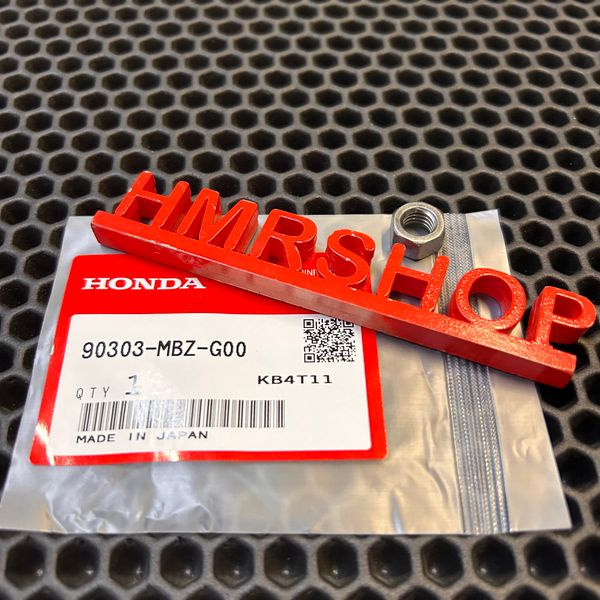 HMRSHOP
HONDA
90303-MBZ-G00
QTY 1
KB4T11
MADE IN JAPAN